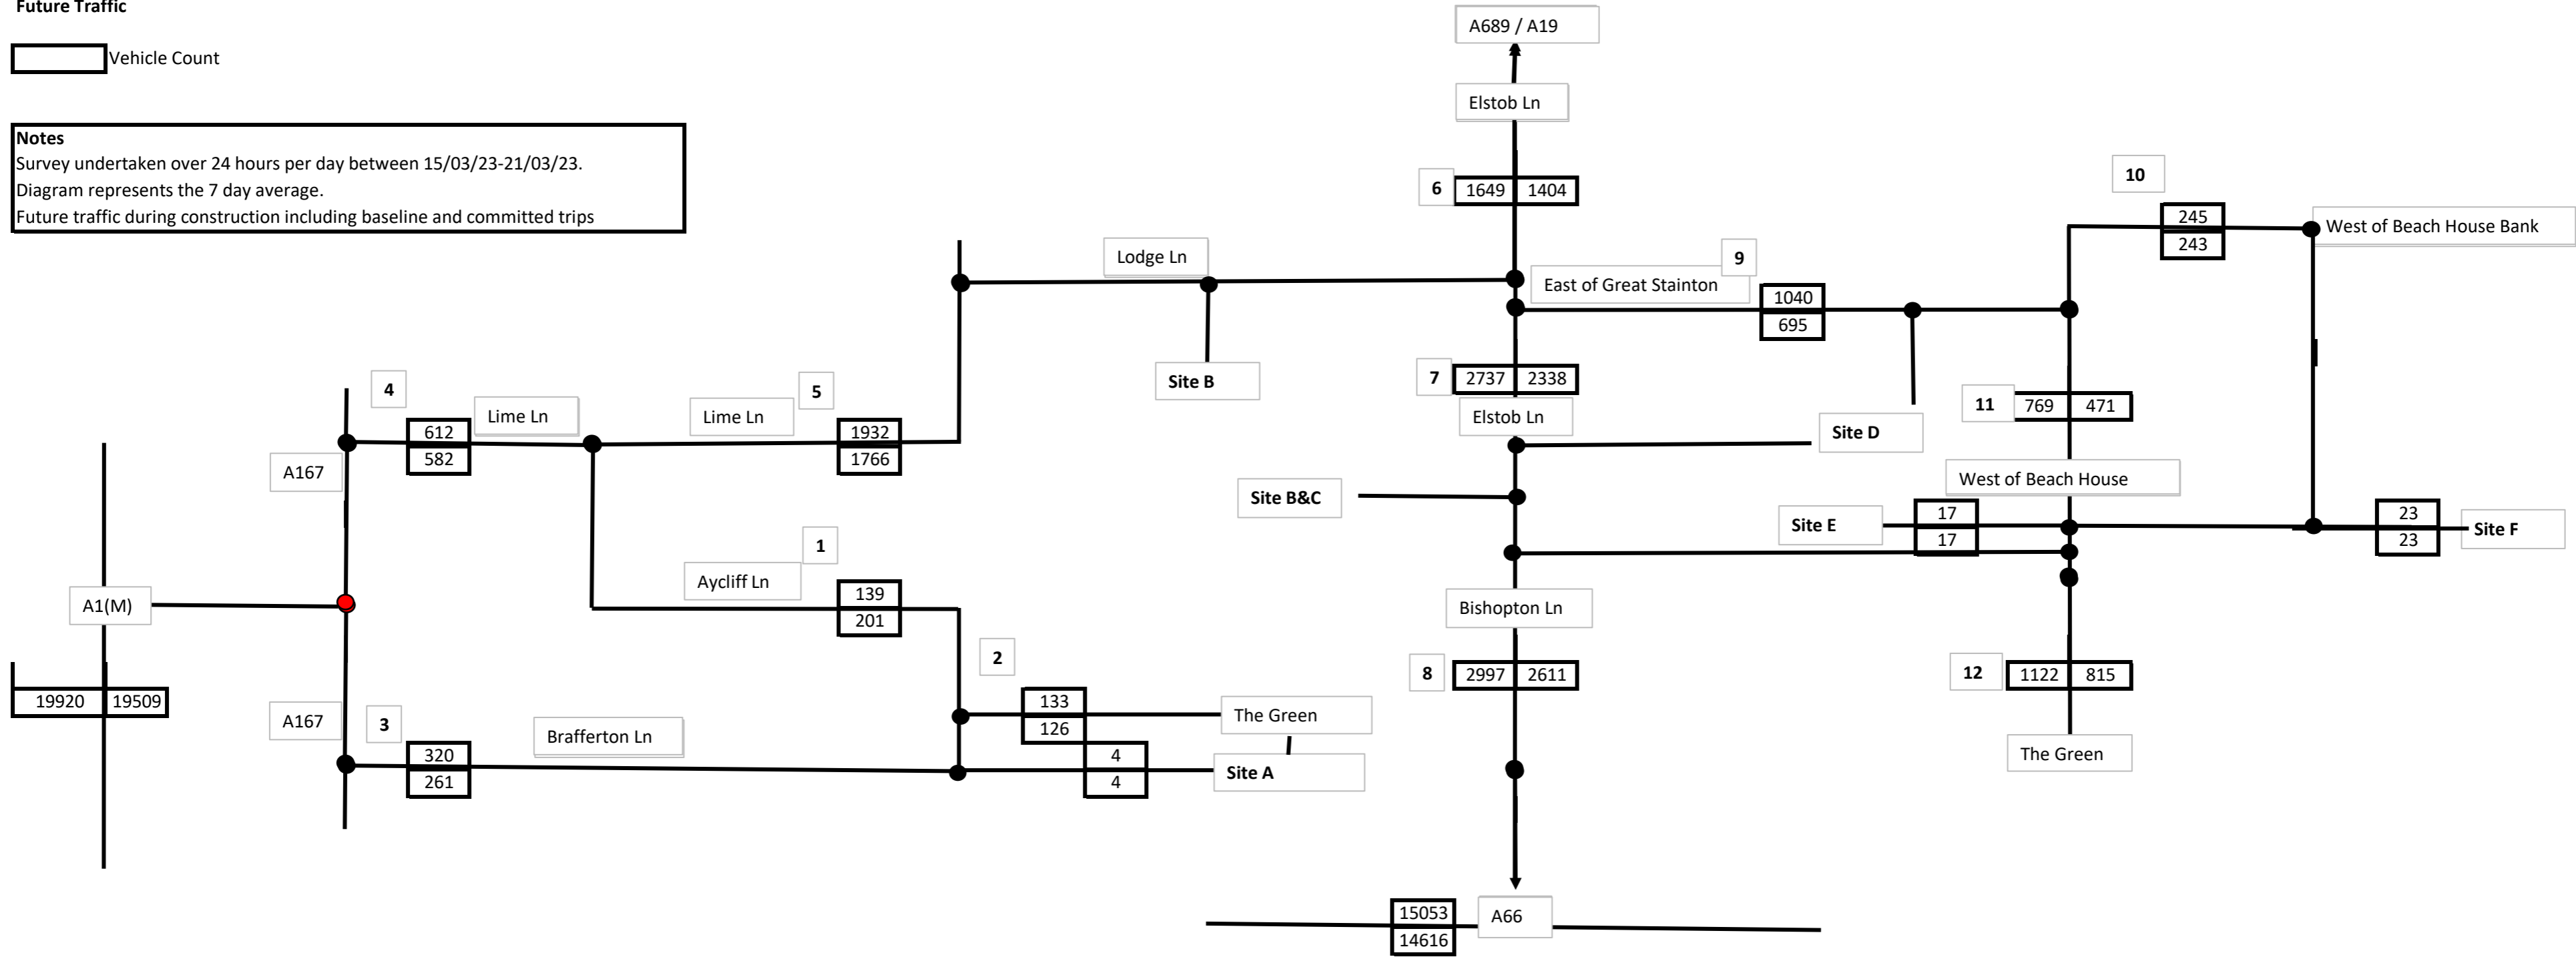 Future Traffic
Vehicle Count
Notes
Survey undertaken over 24 hours per day between 15/03/23-21/03/23.
Diagram represents the 7 day average.
Future traffic during construction including baseline and committed trips
A689 / A19
Elstob Ln
6
1649 1404
10
245
243
West of Beach House Bank
Lodge Ln
9
East of Great Stainton
1040
695
Site B
7
2737 2338
Elstob Ln
4
612
582
Lime Ln
Lime Ln
5
1932
1766
A167
11
769 471
Site D
West of Beach House
Site B&C
Site E
17
17
23
23
Site F
1
Aycliff Ln
139
201
A1(M)
Bishopton Ln
2
133
126
The Green
8
2997 2611
12
1122 815
The Green
19920 19509
A167
3
320
261
Brafferton Ln
4
4
Site A
15053
14616
A66